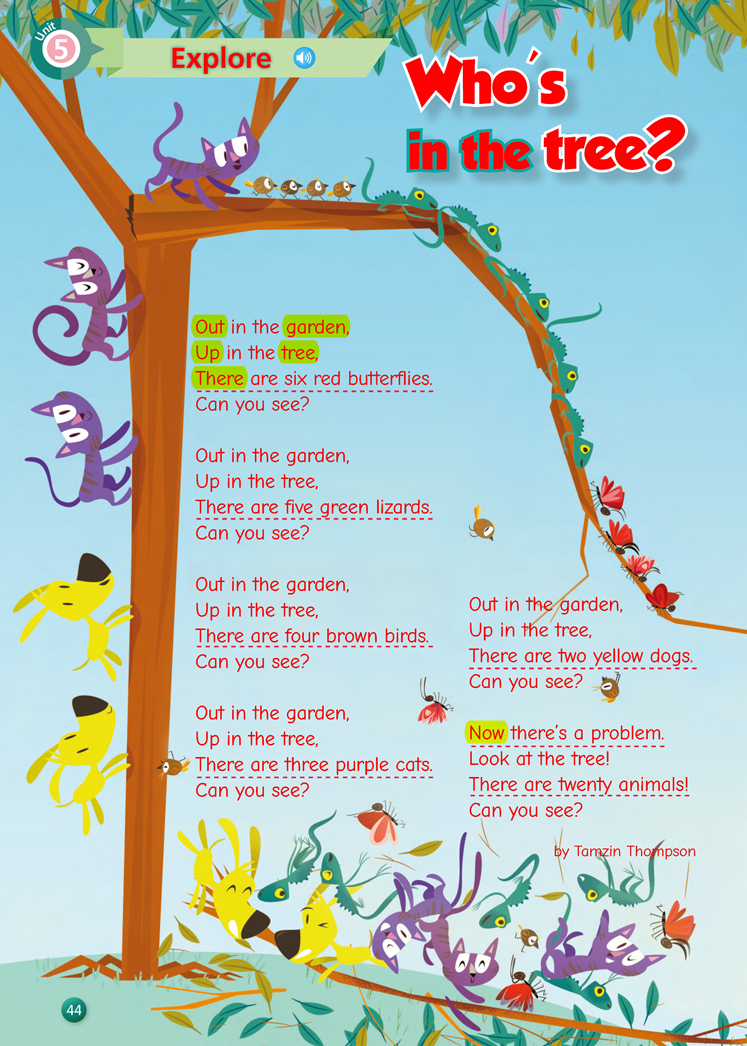 Unit
5
Explore
Who's
in the tree?
Out in the garden,
Up in the tree,
There are six red butterflies.
Can you see?
Out in the garden,
Up in the tree,
There are five green lizards.
Can you see?
Out in the garden,
Up in the tree,
There are four brown birds.
Can you see?
Out in the garden,
Up in the tree,
There are three purple cats.
Can you see?
Out in the garden,
Up in the tree,
There are two yellow dogs.
Can you see?
Now there's a problem.
Look at the tree!
There are twenty animals!
Can you see?
by Tamzin Thompson
44